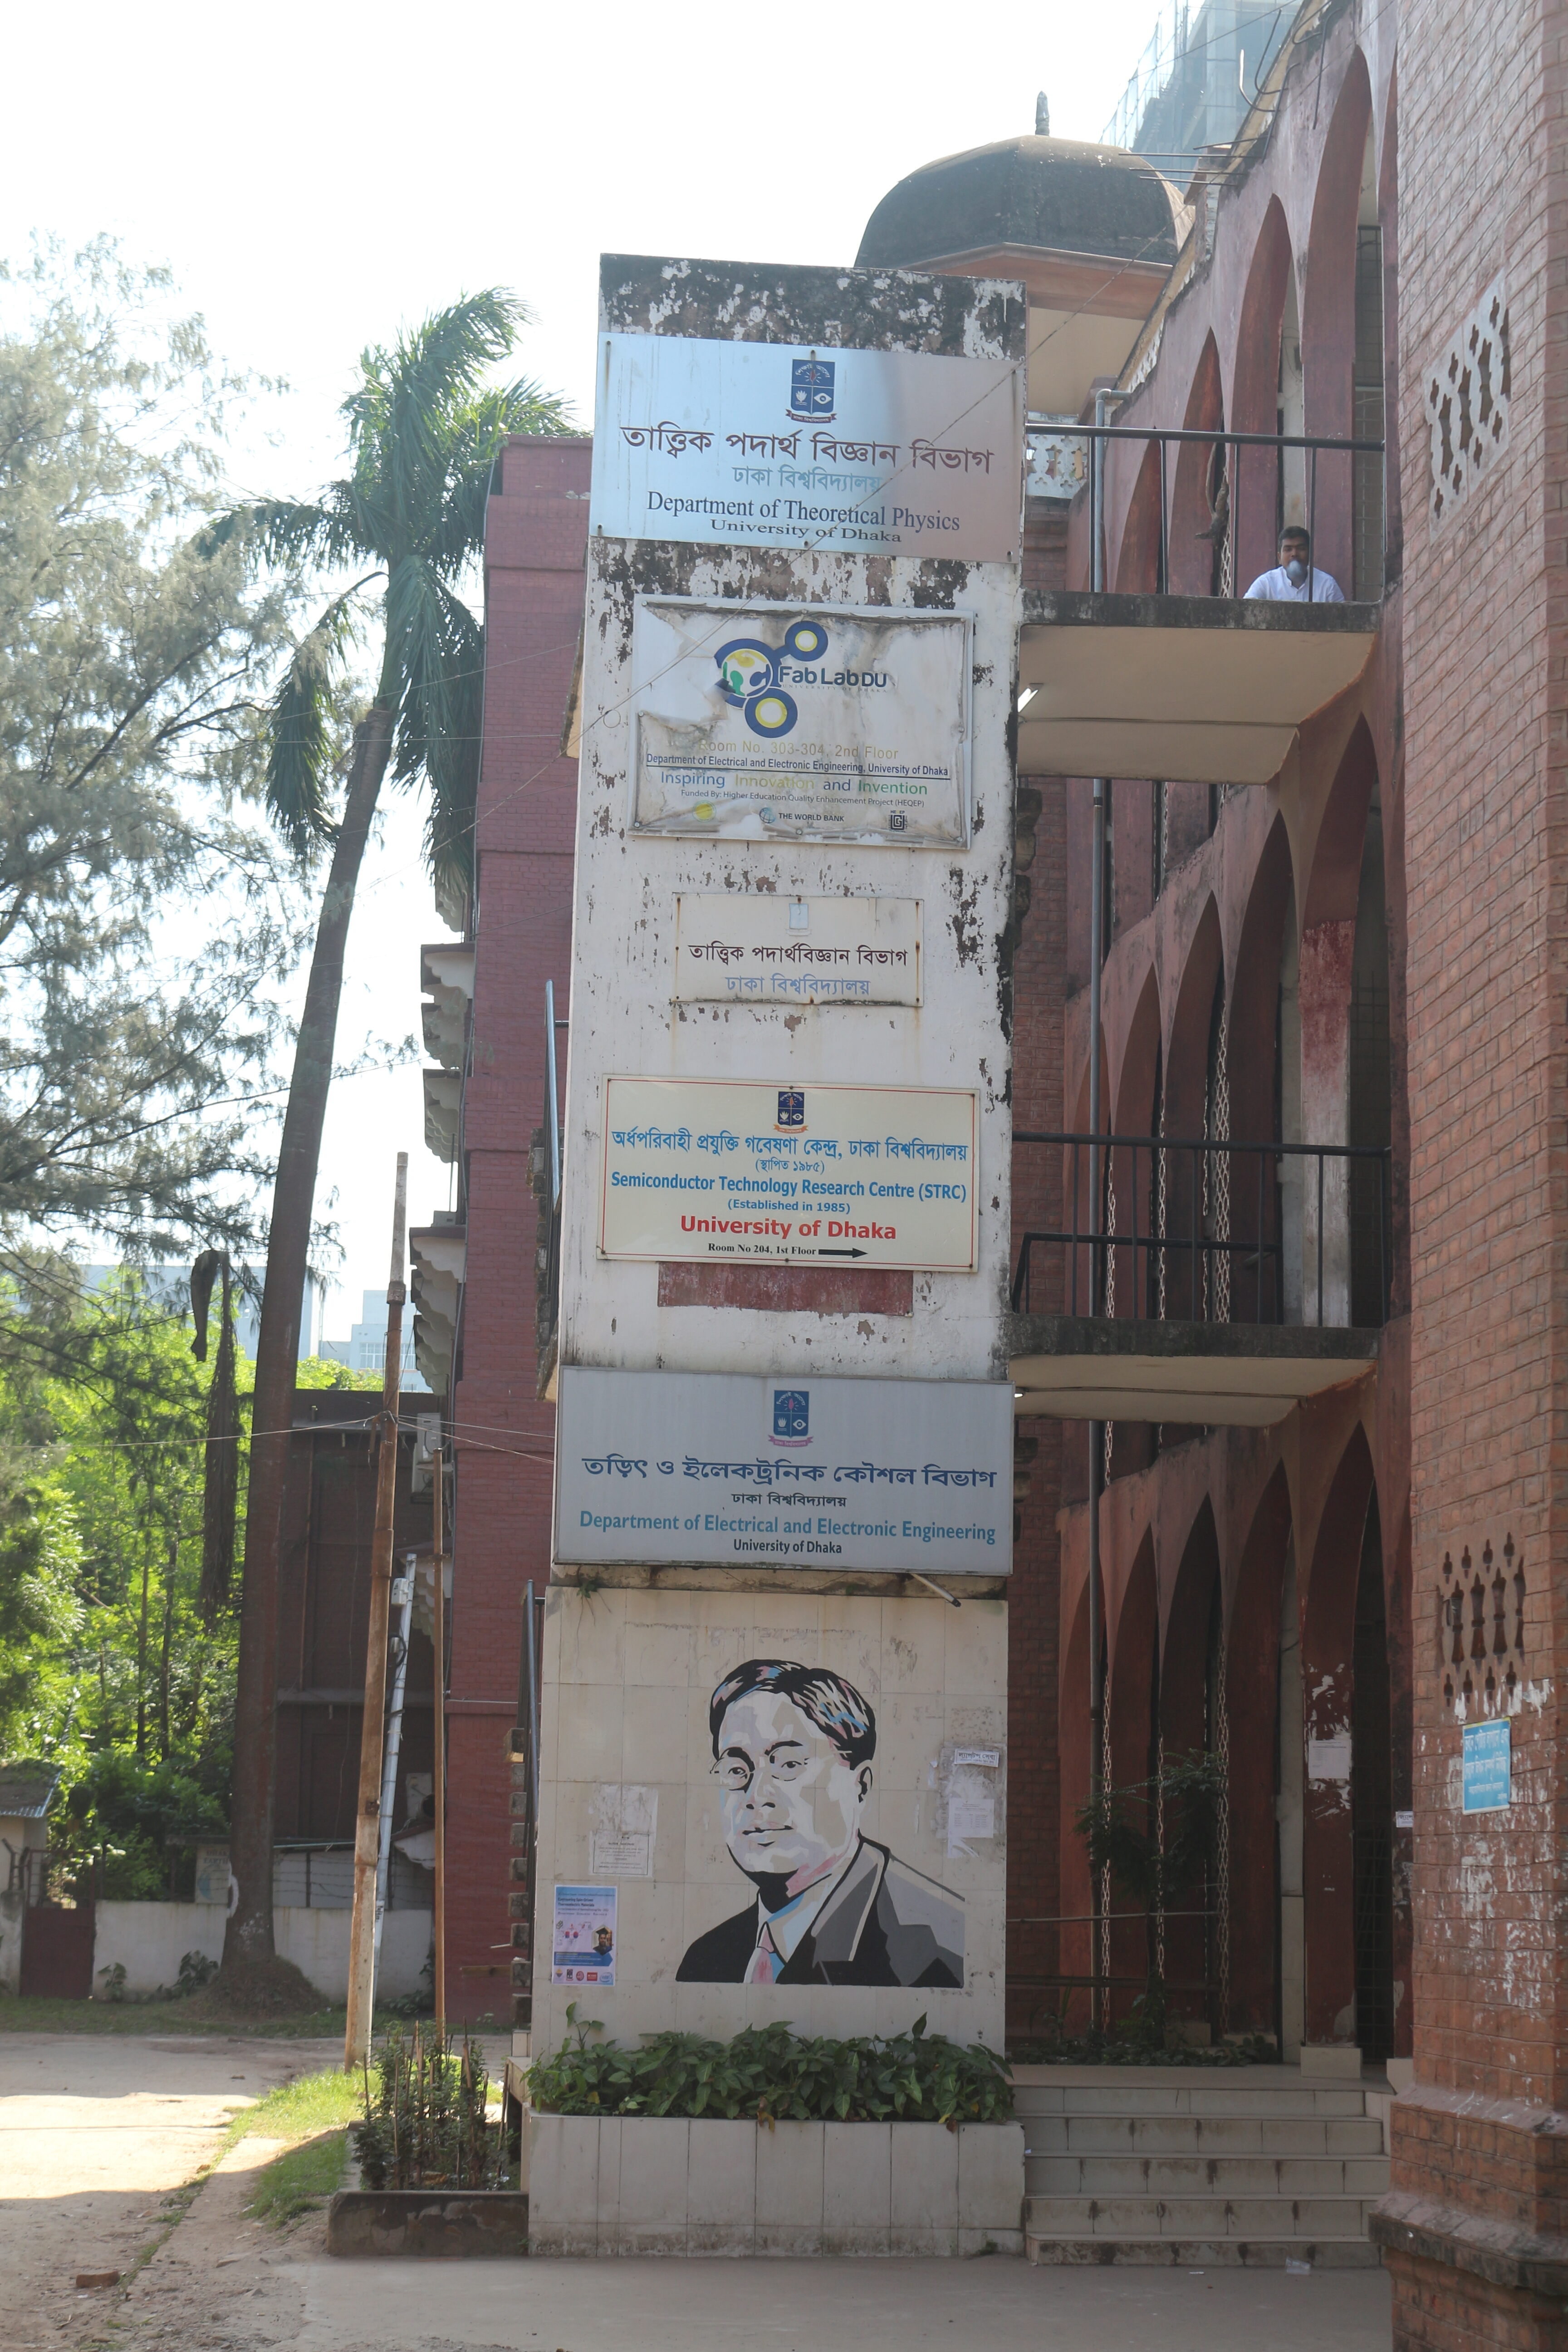 তাত্ত্বিক পদার্থ বিজ্ঞান বিভাগ
ঢাকা বিশ্ববিদ্যালয়
Department of Theoretical Physics
University of Dhaka
Fab Lab DU
Room No. 303-304, 2nd Floor
Department of Electrical and Electronic Engineering, University of Dhaka
Inspiring Innovation and Invention
Funded By: Higher Education Quality Enhancement Project (HEQEP)
THE WORLD BANK
তাত্ত্বিক পদার্থবিজ্ঞান বিভাগ
ঢাকা বিশ্ববিদ্যালয়
অর্ধপরিবাহী প্রযুক্তি গবেষণা কেন্দ্র, ঢাকা বিশ্ববিদ্যালয়
(স্থাপিত ১৯৮৫)
Semiconductor Technology Research Centre (STRC)
(Established in 1985)
University of Dhaka
Room No 204, 1st Floor
তড়িৎ ও ইলেকট্রনিক কৌশল বিভাগ
ঢাকা বিশ্ববিদ্যালয়
Department of Electrical and Electronic Engineering
University of Dhaka